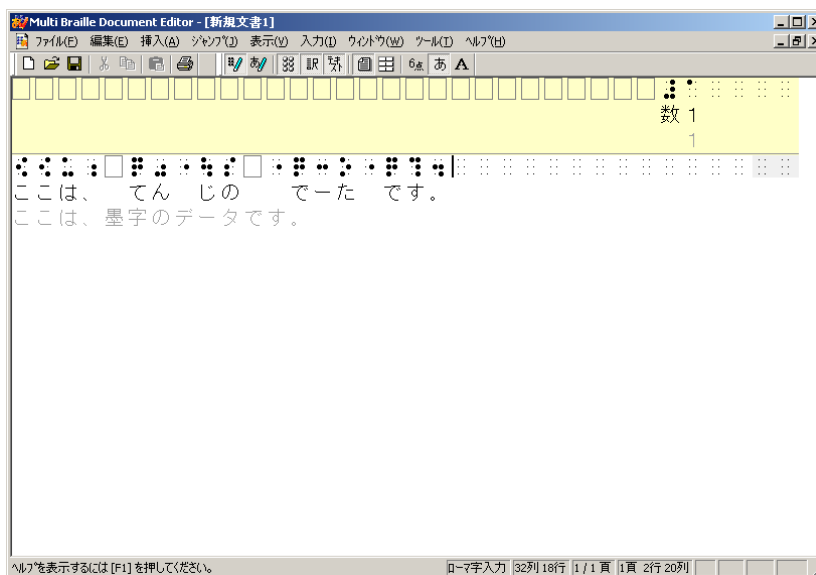 Multi Braille Document Editor - [新規文書1]
ファイル(F) 編集(E) 挿入(A) ジャンプ(J) 表示(V) 入力(I) ウィンドウ(W) ツール(T) ヘルプ(H)
訳 6点 あ A
数 1
1
ここは、 てん じの でーた です。
ここは、墨字のデータです。
ヘルプを表示するには [F1] を押してください。 ローマ字入力 32列 18行 1 / 1 頁 1頁 2行 20列